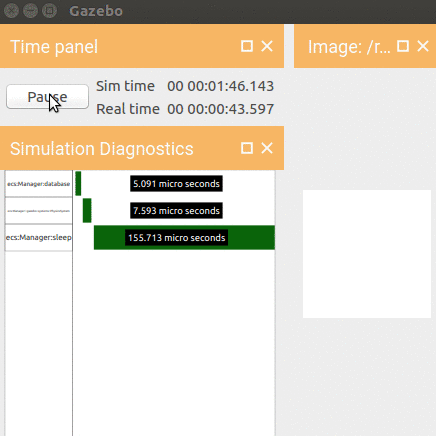 Gazebo
Time panel
Image: /r...
Pause
Sim time 00 00:01:46.143
Real time 00 00:00:43.597
Simulation Diagnostics
ecs:Manager:database
5.091 micro seconds
7.593 micro seconds
ecs:Manager:sleep
155.713 micro seconds